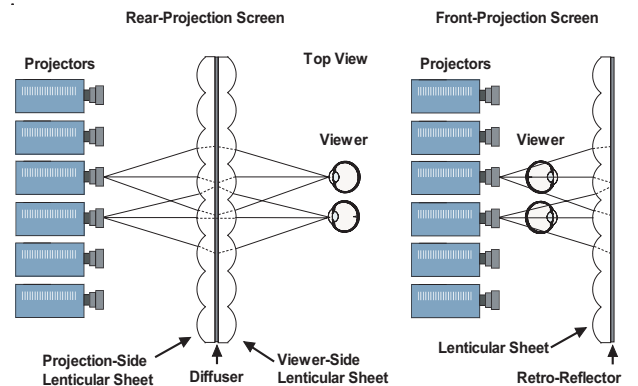 Rear-Projection Screen
Front-Projection Screen
Projectors
Top View
Projectors
Viewer
Viewer
Projection-Side
Lenticular Sheet
Diffuser
Viewer-Side
Lenticular Sheet
Lenticular Sheet
Retro-Reflector